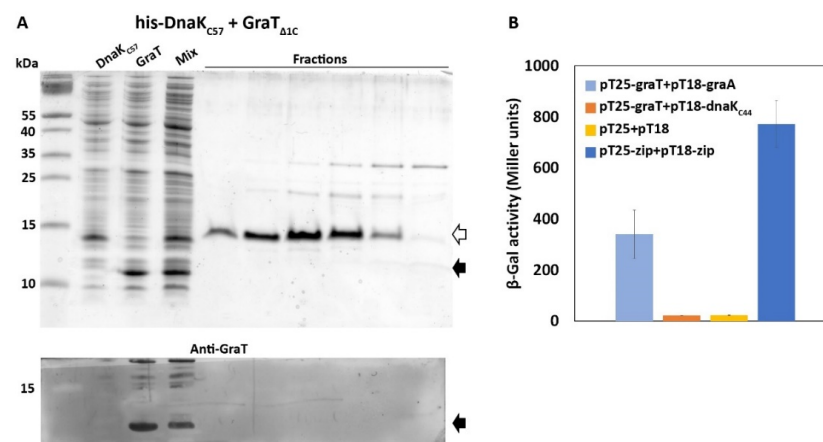 A
his-DnaKC57 + GraTΔ1C
kDa
DnaKC57
GraT
Mix
Fractions
55
40
35
25
15
10
Anti-GraT
15
B
β-Gal activity (Miller units)
1000
800
600
400
200
0
pT25-graT+pT18-graA
pT25-graT+pT18-dnaKC44
pT25+pT18
pT25-zip+pT18-zip